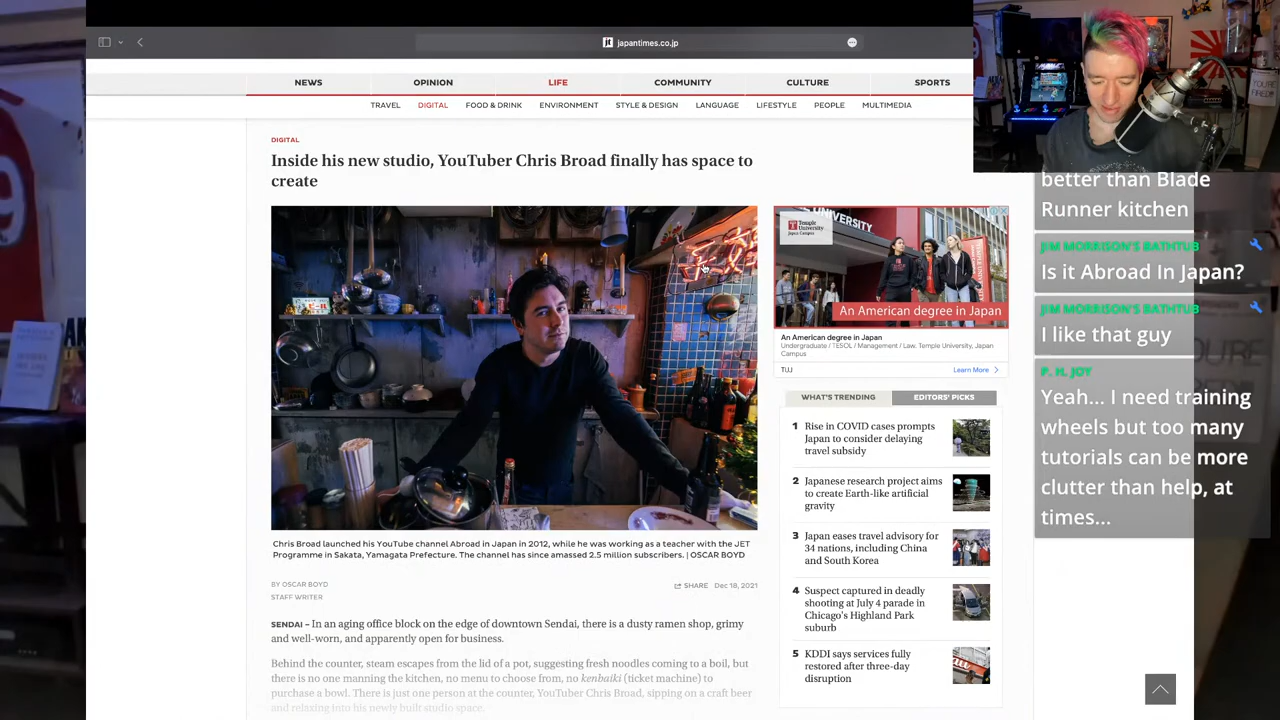 japantimes.co.jp
NEWS
OPINION
LIFE
COMMUNITY
CULTURE
SPORTS
TRAVEL
DIGITAL
FOOD & DRINK
ENVIRONMENT
STYLE & DESIGN
LANGUAGE
LIFESTYLE
PEOPLE
MULTIMEDIA
DIGITAL
Inside his new studio, YouTuber Chris Broad finally has space to
create
Chris Broad launched his YouTube channel Abroad in Japan in 2012, while he was working as a teacher with the JET
Programme in Sakata, Yamagata Prefecture. The channel has since amassed 2.5 million subscribers. | OSCAR BOYD
BY OSCAR BOYD
STAFF WRITER
SHARE Dec 18, 2021
SENDAI – In an aging office block on the edge of downtown Sendai, there is a dusty ramen shop, grimy
and well-worn, and apparently open for business.
Behind the counter, steam escapes from the lid of a pot, suggesting fresh noodles coming to a boil, but
there is no one manning the kitchen, no menu to choose from, no kenbaiki (ticket machine) to
purchase a bowl. There is just one person at the counter, YouTuber Chris Broad, sipping on a craft beer
and relaxing into his newly built studio space.
Temple
University
Japan Campus
UNIVERSITY
An American degree in Japan
An American degree in Japan
Undergraduate / TESOL / Management / Law. Temple University, Japan
Campus
TUJ
Learn More
WHAT'S TRENDING
EDITORS' PICKS
1 Rise in COVID cases prompts
Japan to consider delaying
travel subsidy
2 Japanese research project aims
to create Earth-like artificial
gravity
3 Japan eases travel advisory for
34 nations, including China
and South Korea
4 Suspect captured in deadly
shooting at July 4 parade in
Chicago's Highland Park
suburb
5 KDDI says services fully
restored after three-day
disruption
better than Blade
Runner kitchen
JIM MORRISON'S BATHTUB
Is it Abroad In Japan?
JIM MORRISON'S BATHTUB
I like that guy
P. H. JOY
Yeah... I need training
wheels but too many
tutorials can be more
clutter than help, at
times...